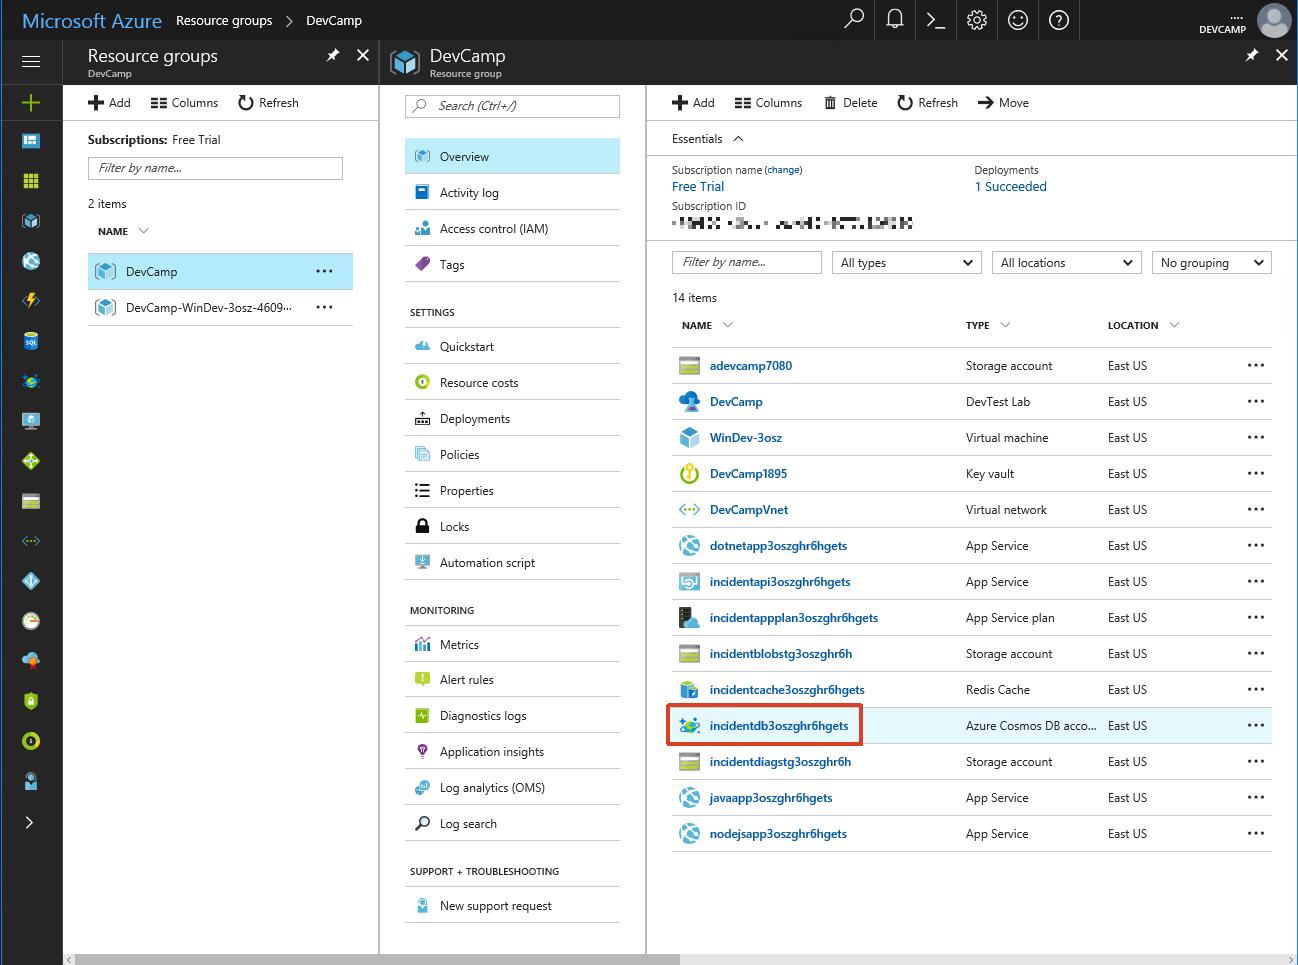 Microsoft Azure Resource groups > DevCamp
....
DEVCAMP
Resource groups
DevCamp
Add Columns Refresh
Subscriptions: Free Trial
Filter by name...
2 items
NAME
DevCamp ...
DevCamp-WinDev-3osz-4609... ...
DevCamp
Resource group
Search (Ctrl+/)
Overview
Activity log
Access control (IAM)
Tags
SETTINGS
Quickstart
Resource costs
Deployments
Policies
Properties
Locks
Automation script
MONITORING
Metrics
Alert rules
Diagnostics logs
Application insights
Log analytics (OMS)
Log search
SUPPORT + TROUBLESHOOTING
New support request
Add Columns Delete Refresh Move
Essentials
Subscription name (change) Deployments
Free Trial 1 Succeeded
Subscription ID
Filter by name... All types All locations No grouping
14 items
NAME TYPE LOCATION
adevcamp7080 Storage account East US ...
DevCamp DevTest Lab East US ...
WinDev-3osz Virtual machine East US ...
DevCamp1895 Key vault East US ...
DevCampVnet Virtual network East US ...
dotnetapp3oszghr6hgets App Service East US ...
incidentapi3oszghr6hgets App Service East US ...
incidentappplan3oszghr6hgets App Service plan East US ...
incidentblobstg3oszghr6h Storage account East US ...
incidentcache3oszghr6hgets Redis Cache East US ...
incidentdb3oszghr6hgets Azure Cosmos DB acco... East US ...
incidentdiagstg3oszghr6h Storage account East US ...
javaapp3oszghr6hgets App Service East US ...
nodejsapp3oszghr6hgets App Service East US ...